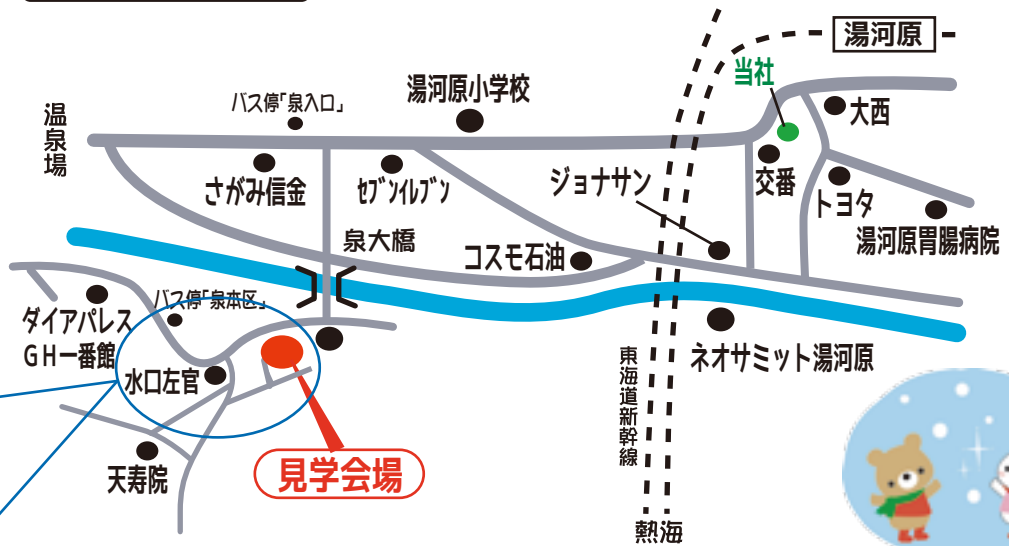 湯河原
当社
大西
温泉場
バス停「泉入口」
湯河原小学校
さがみ信金
セブンイレブン
ジョナサン
交番
トヨタ
湯河原胃腸病院
泉大橋
コスモ石油
バス停「泉本区」
ダイアパレス
GH一番館
水口左官
ネオサミット湯河原
東海道新幹線
見学会場
天寿院
熱海